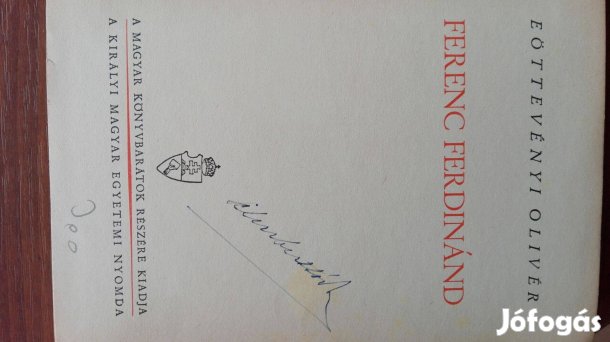 EÖTTEVÉNYI OLIVÉR
FERENC FERDINÁND
A MAGYAR KÖNYVBARÁTOK RÉSZÉRE KIADJA
A KIRÁLYI MAGYAR EGYETEMI NYOMDA
Jófogás